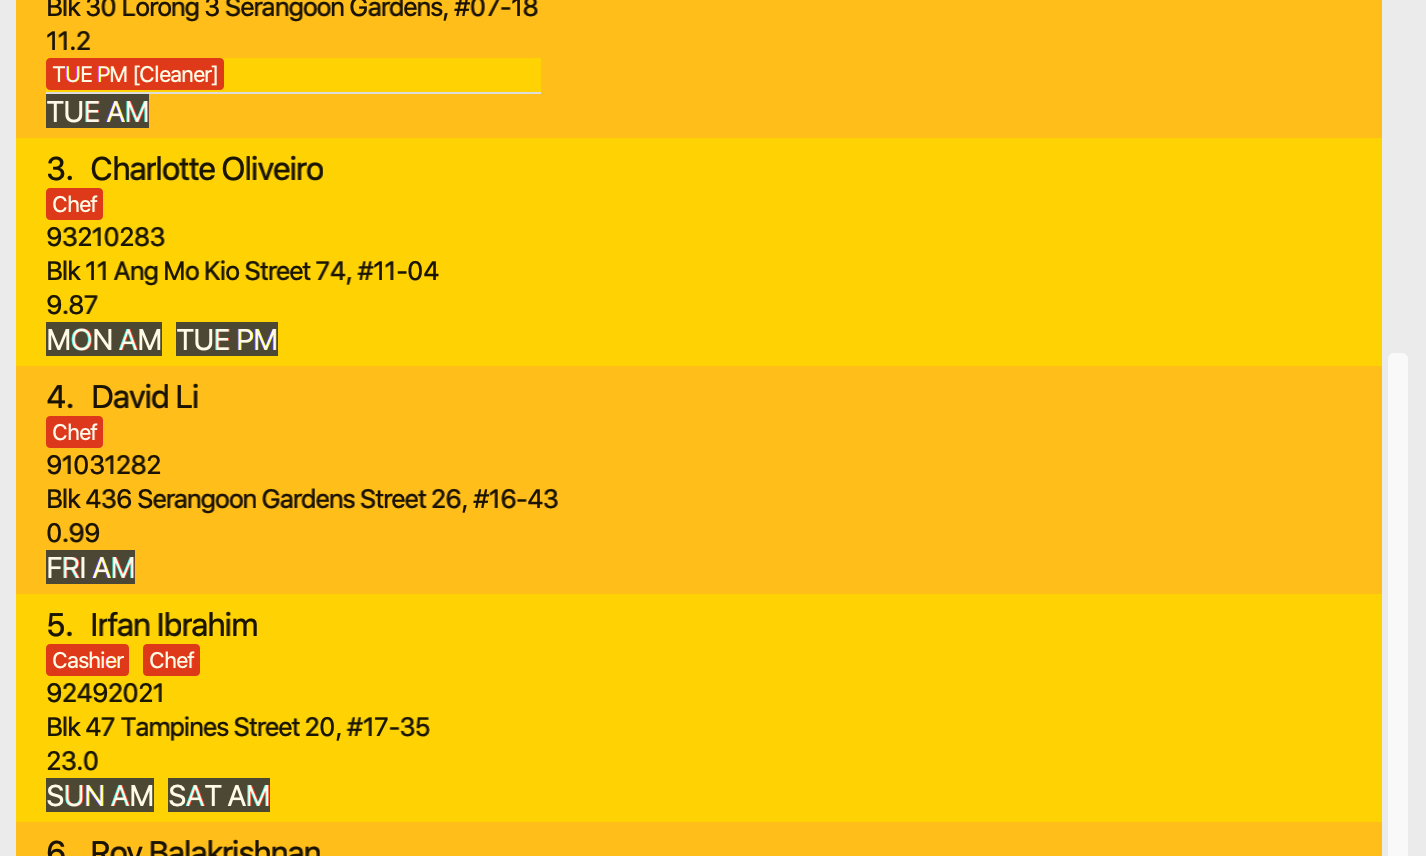 Blk 30 Lorong 3 Serangoon Gardens, #07-18
11.2
TUE PM [Cleaner]
TUE AM
3. Charlotte Oliveiro
Chef
93210283
Blk 11 Ang Mo Kio Street 74, #11-04
9.87
MON AM TUE PM
4. David Li
Chef
91031282
Blk 436 Serangoon Gardens Street 26, #16-43
0.99
FRI AM
5. Irfan Ibrahim
Cashier Chef
92492021
Blk 47 Tampines Street 20, #17-35
23.0
SUN AM SAT AM
6. Roy Balakrishnan